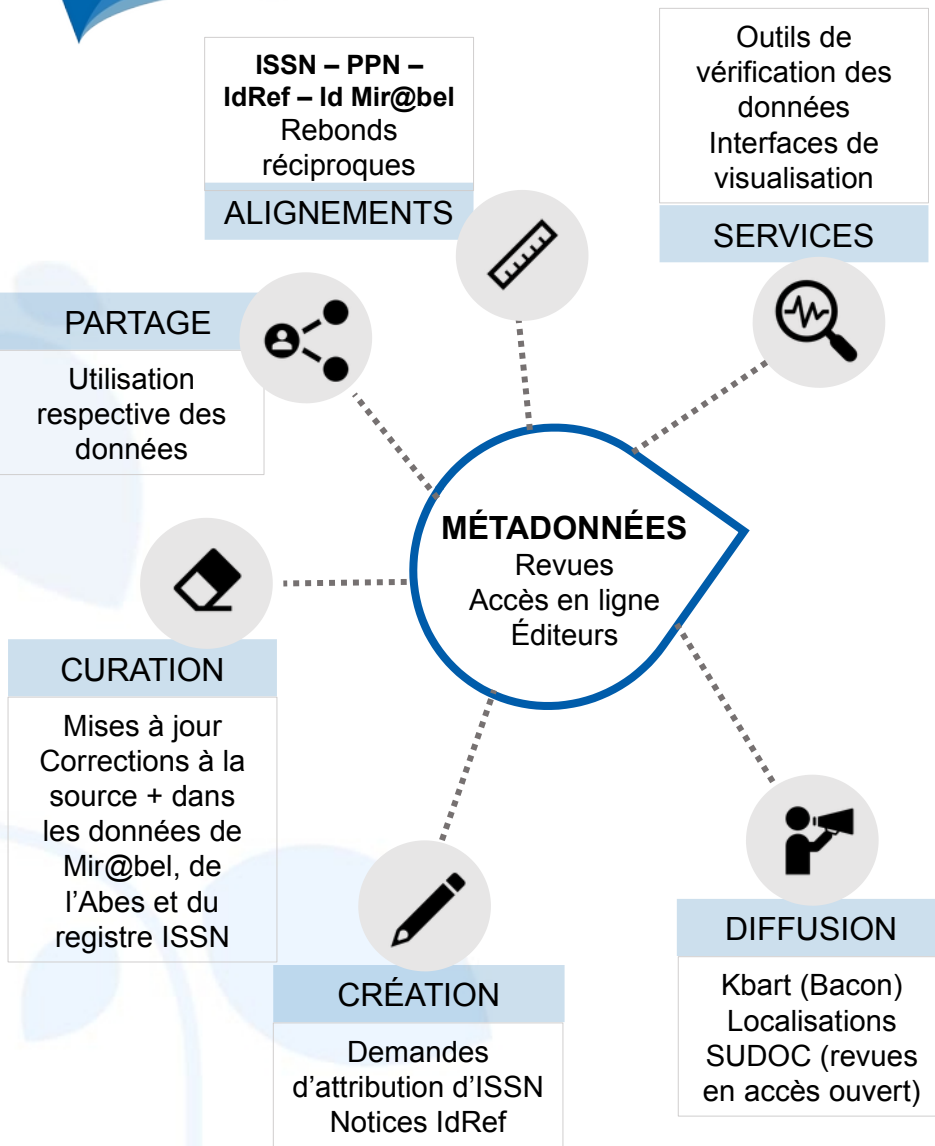 ISSN – PPN –
IdRef – Id Mir@bel
Rebonds
réciproques
ALIGNEMENTS
Outils de
vérification des
données
Interfaces de
visualisation
SERVICES
PARTAGE
Utilisation
respective des
données
MÉTADONNÉES
Revues
Accès en ligne
Éditeurs
CURATION
Mises à jour
Corrections à la
source + dans
les données de
Mir@bel, de
l’Abes et du
registre ISSN
CRÉATION
Demandes
d’attribution d’ISSN
Notices IdRef
DIFFUSION
Kbart (Bacon)
Localisations
SUDOC (revues
en accès ouvert)